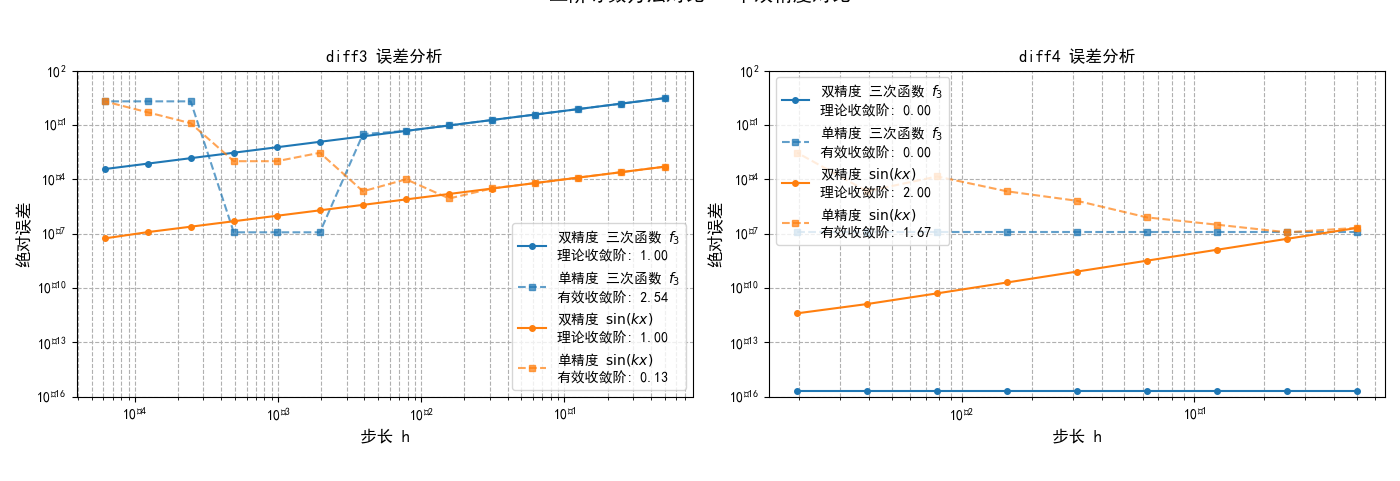 diff3 误差分析
10²
10⁻¹
10⁻⁴
10⁻⁷
10⁻¹⁰
10⁻¹³
10⁻¹⁶
绝对误差
10⁻⁴
10⁻³
10⁻²
10⁻¹
步长 h
双精度 三次函数 f₃
理论收敛阶: 1.00
单精度 三次函数 f₃
有效收敛阶: 2.54
双精度 sin(kx)
理论收敛阶: 1.00
单精度 sin(kx)
有效收敛阶: 0.13
diff4 误差分析
10²
10⁻¹
10⁻⁴
10⁻⁷
10⁻¹⁰
10⁻¹³
10⁻¹⁶
绝对误差
10⁻²
10⁻¹
步长 h
双精度 三次函数 f₃
理论收敛阶: 0.00
单精度 三次函数 f₃
有效收敛阶: 0.00
双精度 sin(kx)
理论收敛阶: 2.00
单精度 sin(kx)
有效收敛阶: 1.67